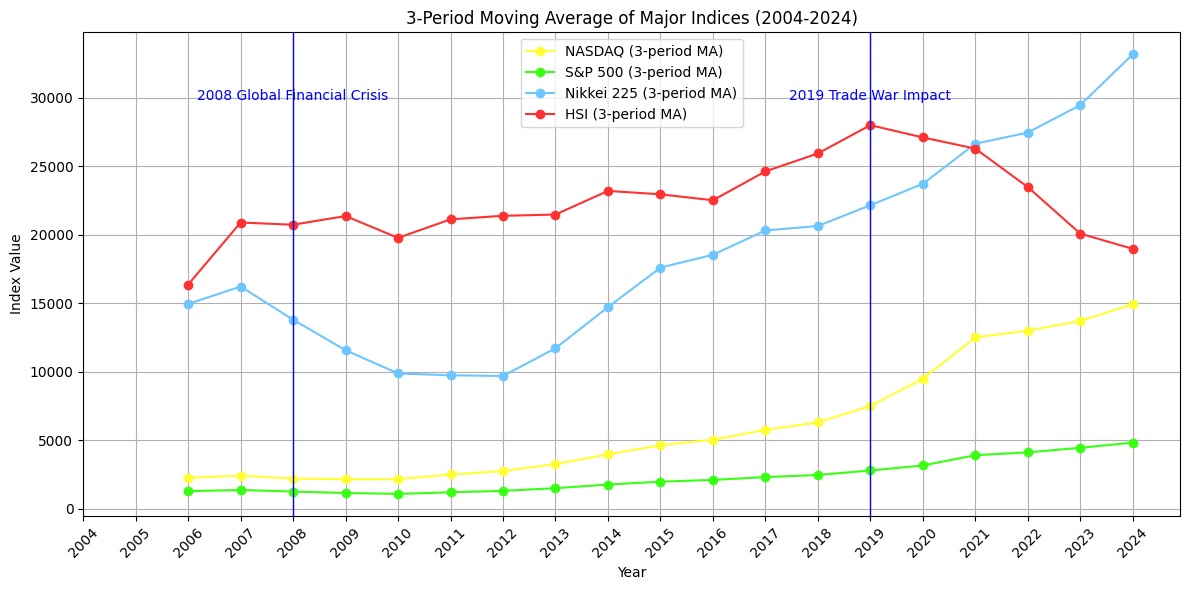 3-Period Moving Average of Major Indices (2004-2024)
NASDAQ (3-period MA)
S&P 500 (3-period MA)
Nikkei 225 (3-period MA)
HSI (3-period MA)
2008 Global Financial Crisis
2019 Trade War Impact
Index Value
30000
25000
20000
15000
10000
5000
0
2004 2005 2006 2007 2008 2009 2010 2011 2012 2013 2014 2015 2016 2017 2018 2019 2020 2021 2022 2023 2024
Year